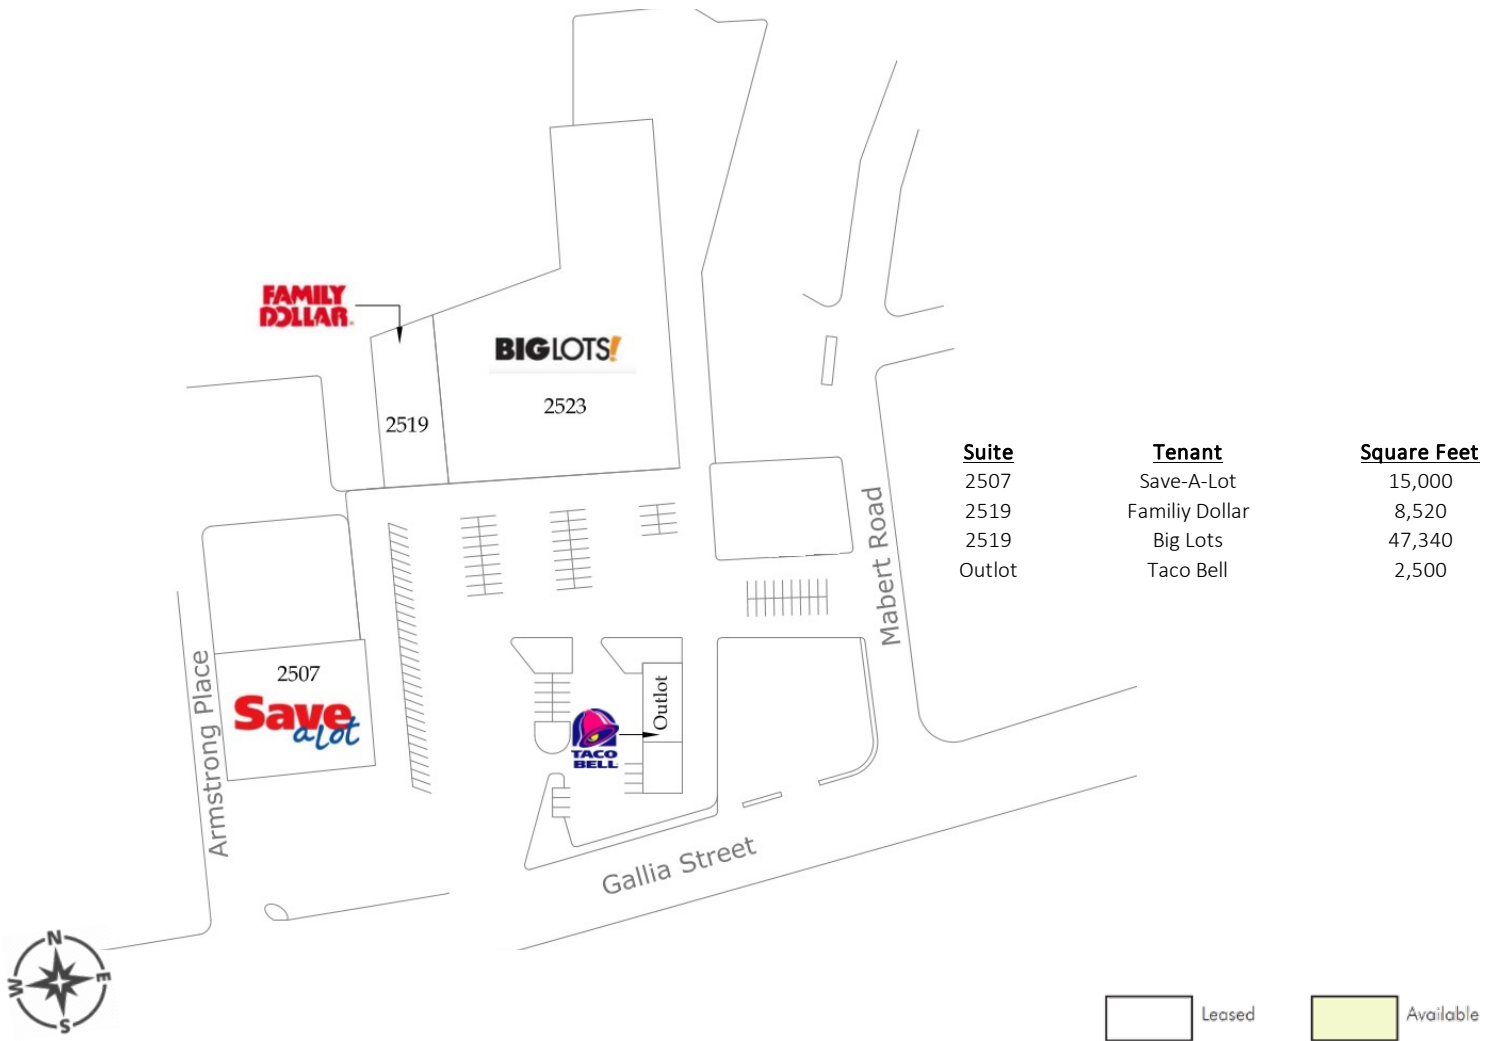 FAMILY
DOLLAR.
BIG LOTS!
2523
2519
Suite Tenant Square Feet
2507 Save-A-Lot 15,000
2519 Familiy Dollar 8,520
2519 Big Lots 47,340
Outlot Taco Bell 2,500
Mabert Road
Armstrong Place
2507
Save
a Lot
Outlot
TACO
BELL
Gallia Street
N
E
S
W
Leased
Available